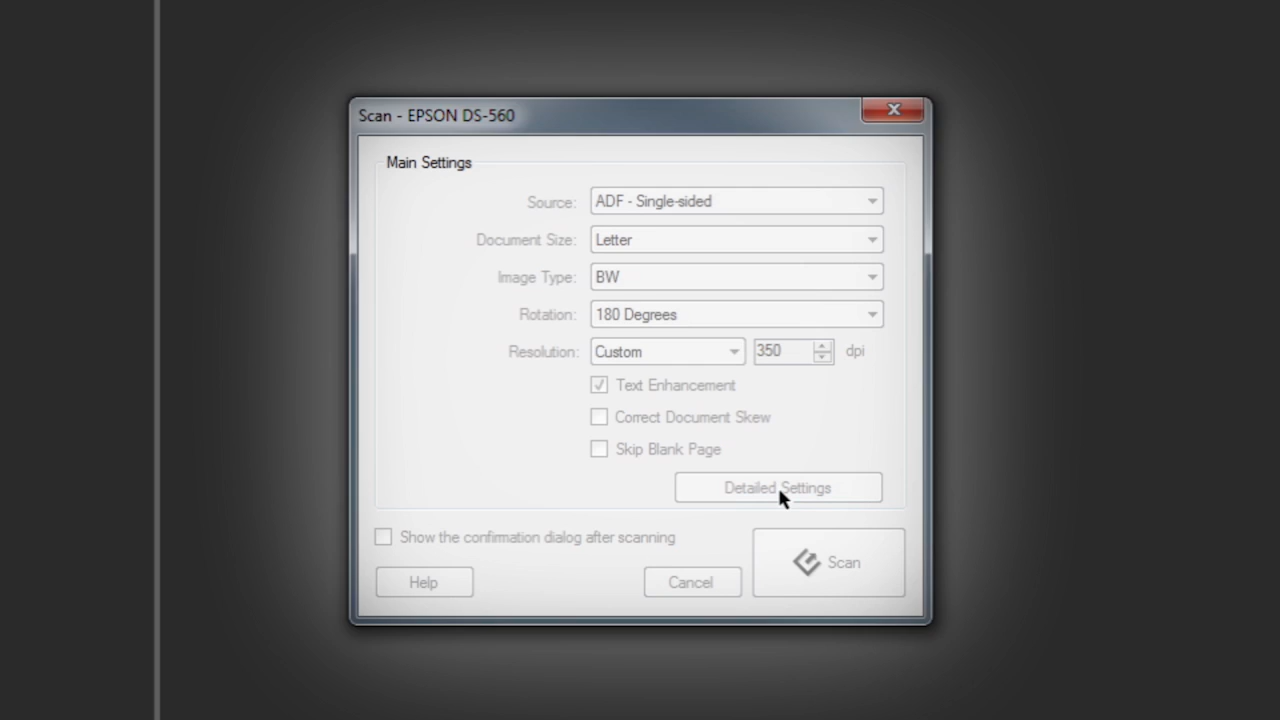 Scan - EPSON DS-560
Main Settings
Source: ADF - Single-sided
Document Size: Letter
Image Type: BW
Rotation: 180 Degrees
Resolution: Custom 350 dpi
Text Enhancement
Correct Document Skew
Skip Blank Page
Detailed Settings
Show the confirmation dialog after scanning
Scan
Help Cancel